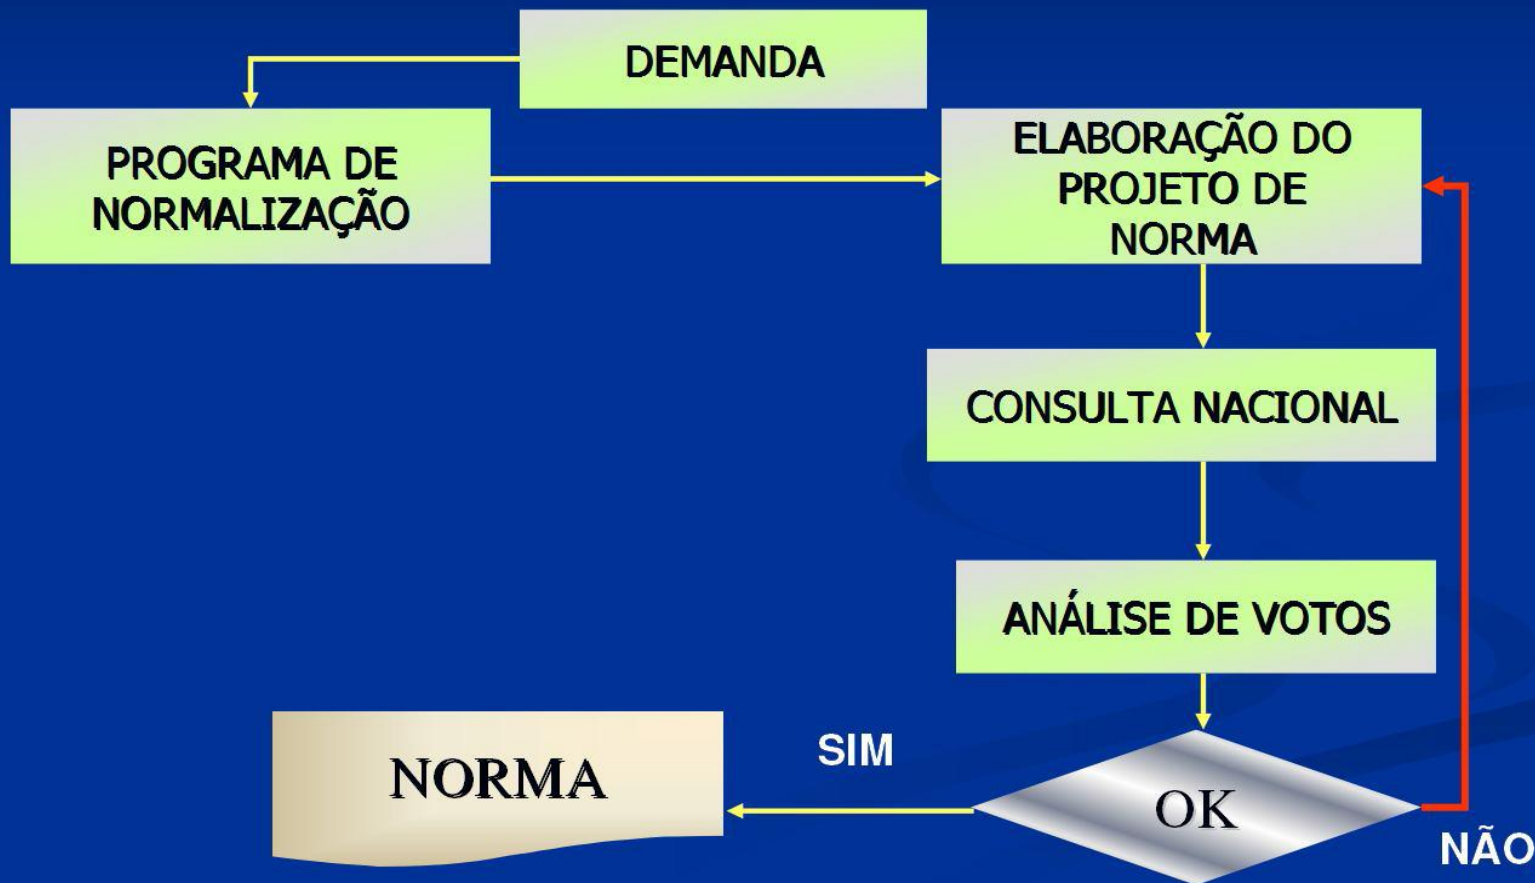 DEMANDA
PROGRAMA DE
NORMALIZAÇÃO
ELABORAÇÃO DO
PROJETO DE
NORMA
CONSULTA NACIONAL
ANÁLISE DE VOTOS
OK
SIM
NÃO
NORMA